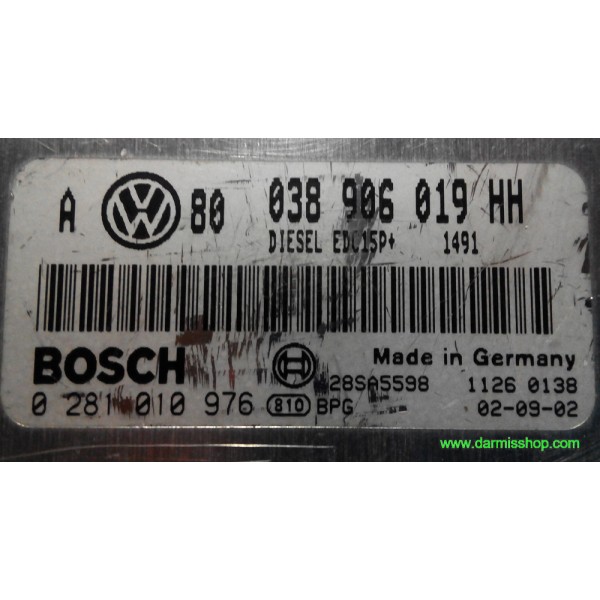 A VW 80 038 906 019 HH
DIESEL EDC15P+ 1491
BOSCH Made in Germany
28SA5598 1126 0138
0 281 010 976 810 BPG 02-09-02
www.darmisshop.com